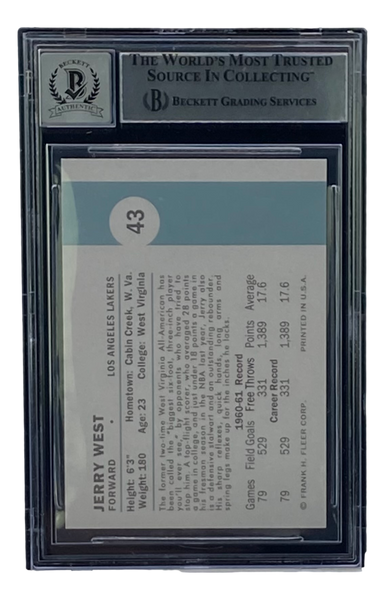 BECKETT
AUTHENTIC
THE WORLD'S MOST TRUSTED
SOURCE IN COLLECTING™
BECKETT GRADING SERVICES
43
JERRY WEST
FORWARD • LOS ANGELES LAKERS
Height: 6'3" Hometown: Cabin Creek, W. Va.
Weight: 180 Age: 23 College: West Virginia
The former two-time West Virginia All-American has
been called the "biggest six-foot, three-inch player
you'll ever see," by opponents who have tried to
stop him. A top-flight scorer, who averaged 28 points
a game in college, and just under 18 points a game in
his freshman season in the NBA last year, Jerry also
is a defensive stalwart and an outstanding rebounder.
His sharp reflexes, quick hands, long arms and
spring legs make up for the inches he lacks.
1960-61 Record
Games Field Goals Free Throws Points Average
79 529 331 1,389 17.6
Career Record
79 529 331 1,389 17.6
© FRANK H. FLEER CORP. PRINTED IN U.S.A.